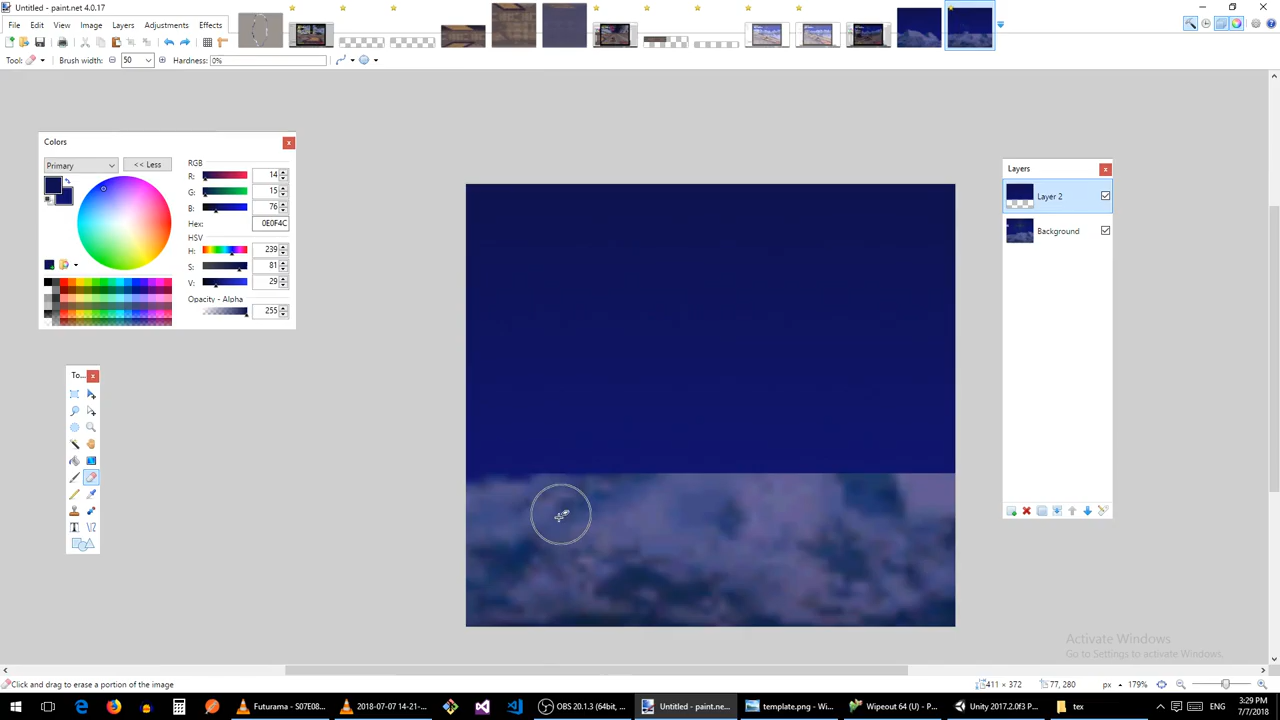 Untitled - paint.net 4.0.17
File Edit View Image Layers Adjustments Effects
Tool: Brush width: 50 Hardness: 0%
Colors
Primary << Less
RGB
R: 14
G: 15
B: 76
Hex: 0E0F4C
HSV
H: 239
S: 81
V: 29
Opacity - Alpha
255
To...
Layers
Layer 2
Background
Activate Windows
Go to Settings to activate Windows.
Click and drag to erase a portion of the image
411 × 372 77, 280 px 179%
Futurama - S07E08... 2018-07-07 14-21-... OBS 20.1.3 (64bit, ... Untitled - paint.ne... template.png - Wi... Wipeout 64 (U) - P... Unity 2017.2.0f3 P... tex
ENG
3:29 PM
7/7/2018